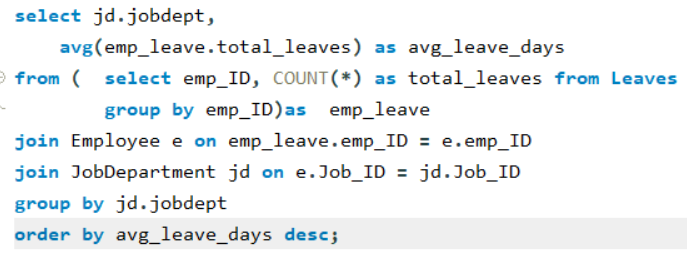 select jd.jobdept,
avg(emp_leave.total_leaves) as avg_leave_days
from (  select emp_ID, COUNT(*) as total_leaves from Leaves
group by emp_ID)as  emp_leave
join Employee e on emp_leave.emp_ID = e.emp_ID
join JobDepartment jd on e.Job_ID = jd.Job_ID
group by jd.jobdept
order by avg_leave_days desc;